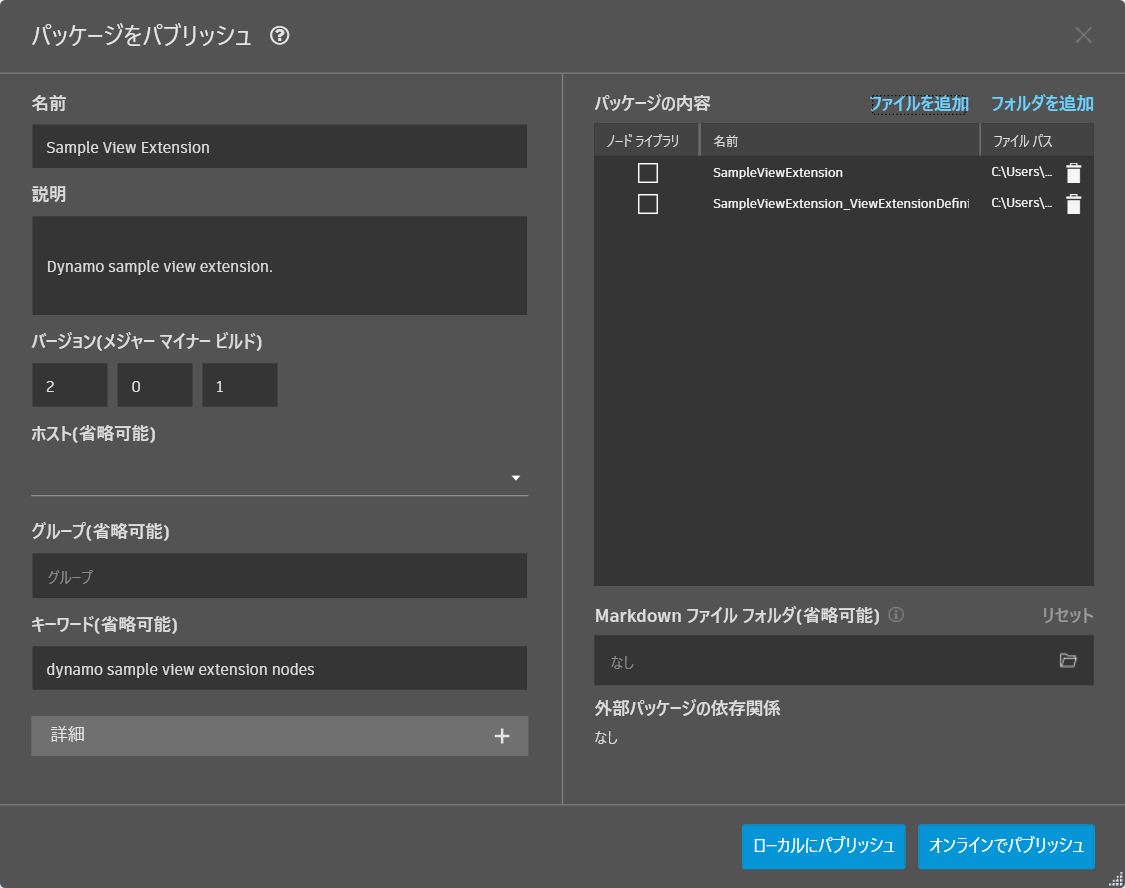 パッケージをパブリッシュ
名前
Sample View Extension
説明
Dynamo sample view extension.
バージョン(メジャー マイナー ビルド)
2 0 1
ホスト(省略可能)
グループ(省略可能)
グループ
キーワード(省略可能)
dynamo sample view extension nodes
詳細
パッケージの内容 ファイルを追加 フォルダを追加
ノード ライブラリ 名前 ファイル パス
SampleViewExtension C:\Users\...
SampleViewExtension_ViewExtensionDefini C:\Users\...
Markdown ファイル フォルダ(省略可能) リセット
なし
外部パッケージの依存関係
なし
ローカルにパブリッシュ オンラインでパブリッシュ